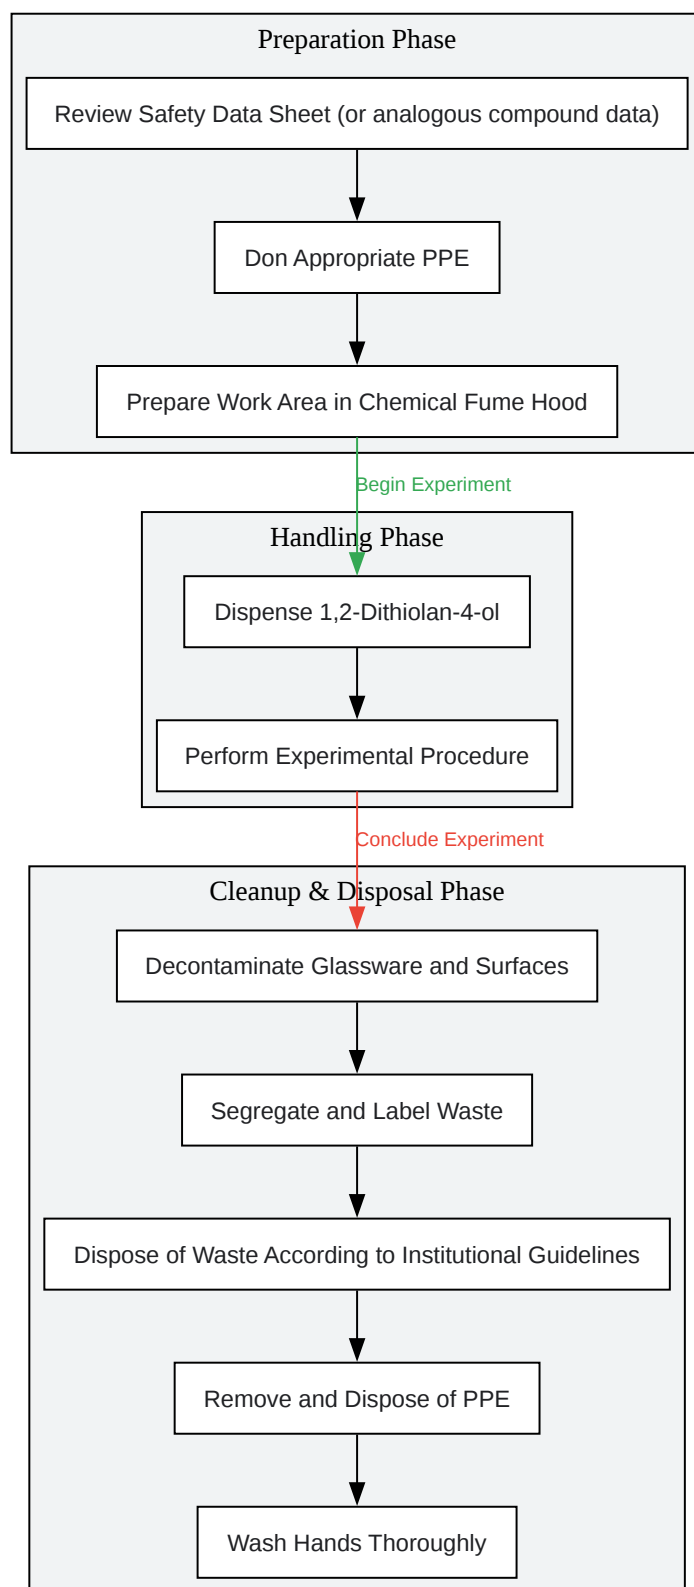 Preparation Phase
Review Safety Data Sheet (or analogous compound data)
Don Appropriate PPE
Prepare Work Area in Chemical Fume Hood
Begin Experiment
Handling Phase
Dispense 1,2-Dithiolan-4-ol
Perform Experimental Procedure
Conclude Experiment
Cleanup & Disposal Phase
Decontaminate Glassware and Surfaces
Segregate and Label Waste
Dispose of Waste According to Institutional Guidelines
Remove and Dispose of PPE
Wash Hands Thoroughly